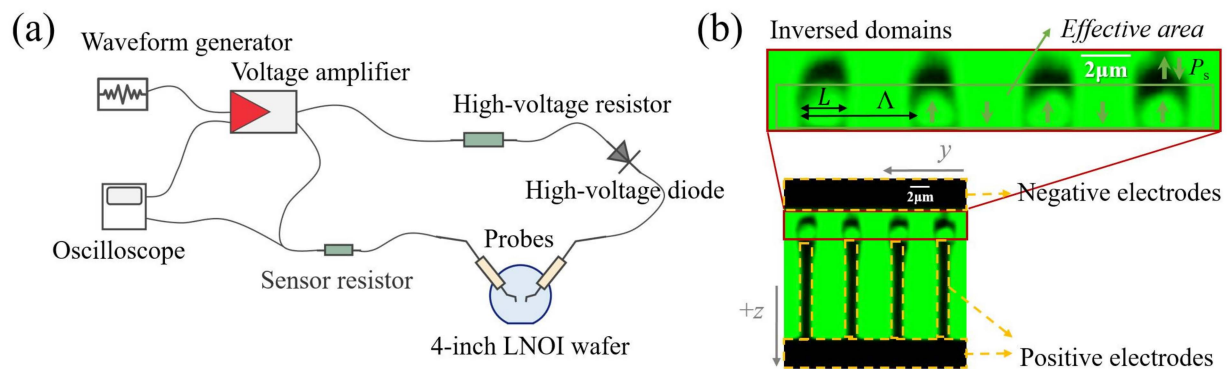 (a)
Waveform generator
Voltage amplifier
High-voltage resistor
High-voltage diode
Oscilloscope
Sensor resistor
Probes
4-inch LNOI wafer
(b)
Inversed domains
Effective area
2μm
Ps
L
Λ
y
2μm
Negative electrodes
+z
Positive electrodes